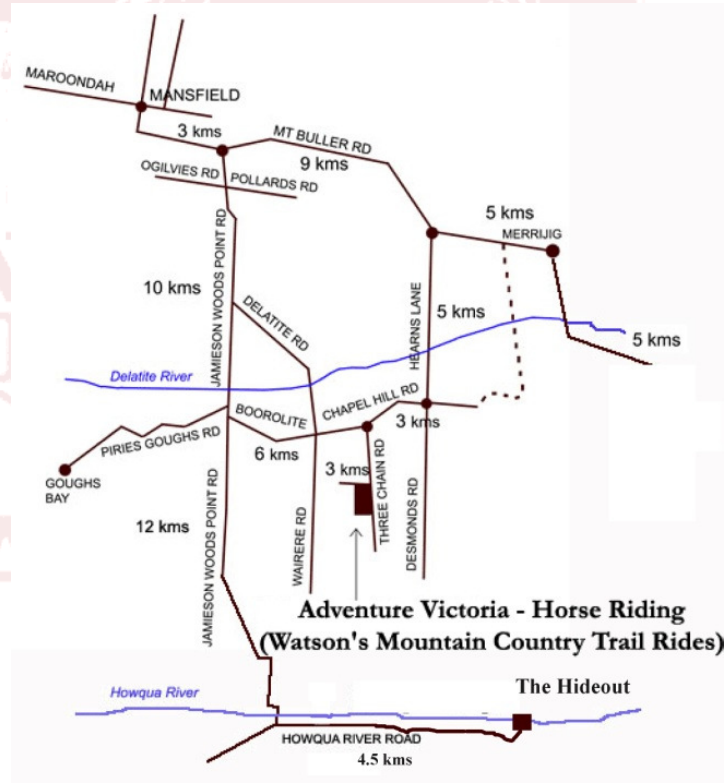 MAROONDAH
MANSFIELD
3 kms
MT BULLER RD
9 kms
OGILVIES RD
POLLARDS RD
5 kms
MERRIJIG
JAMIESON WOODS POINT RD
10 kms
DELATITE RD
HEARNS LANE
5 kms
5 kms
Delatite River
BOOROLITE
CHAPEL HILL RD
3 kms
PIRIES GOUGHS RD
6 kms
GOUGHS
BAY
3 kms
THREE CHAIN RD
DESMONDS RD
WAIRERE RD
12 kms
JAMIESON WOODS POINT RD
Adventure Victoria - Horse Riding
(Watson's Mountain Country Trail Rides)
The Hideout
Howqua River
HOWQUA RIVER ROAD
4.5 kms